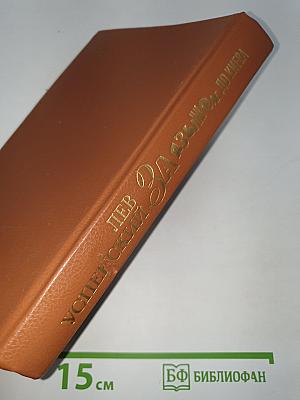 ЛЕВ
УСПЕНСКИЙ
ЗА ЯЗЫКОМ ДО КИЕВА
15 см
БФ БИБЛИОФАН